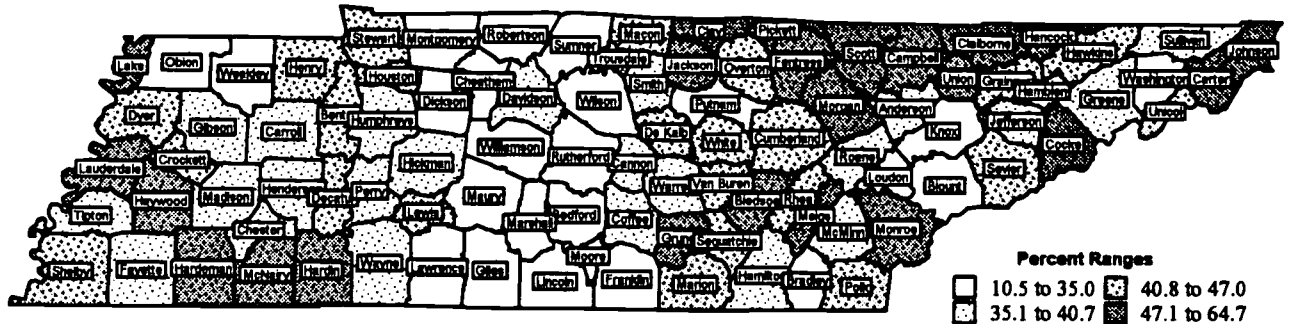 Stewart Montgomery Robertson Sumner Macon Clay Pickett Scott Campbell Claiborne Hancock Hawkins Sullivan Johnson
Lake Obion Weakley Henry Houston Cheatham Trousdale Jackson Overton Fentress Union Grainger Hamblen Washington Carter
Dyer Gibson Carroll Benton Humphreys Dickson Davidson Wilson Smith Putnam Morgan Anderson Knox Jefferson Greene Unicoi
Lauderdale Crockett Hickman Williamson Rutherford Cannon De Kalb White Cumberland Roane Loudon Blount Sevier Cocke
Tipton Haywood Madison Henderson Decatur Perry Lewis Maury Marshall Bedford Coffee Warren Van Buren Bledsoe Rhea Meigs McMinn Monroe
Shelby Fayette Hardeman Chester McNairy Hardin Wayne Lawrence Giles Lincoln Moore Franklin Grundy Sequatchie Marion Hamilton Bradley Polk
Percent Ranges
10.5 to 35.0 40.8 to 47.0
35.1 to 40.7 47.1 to 64.7